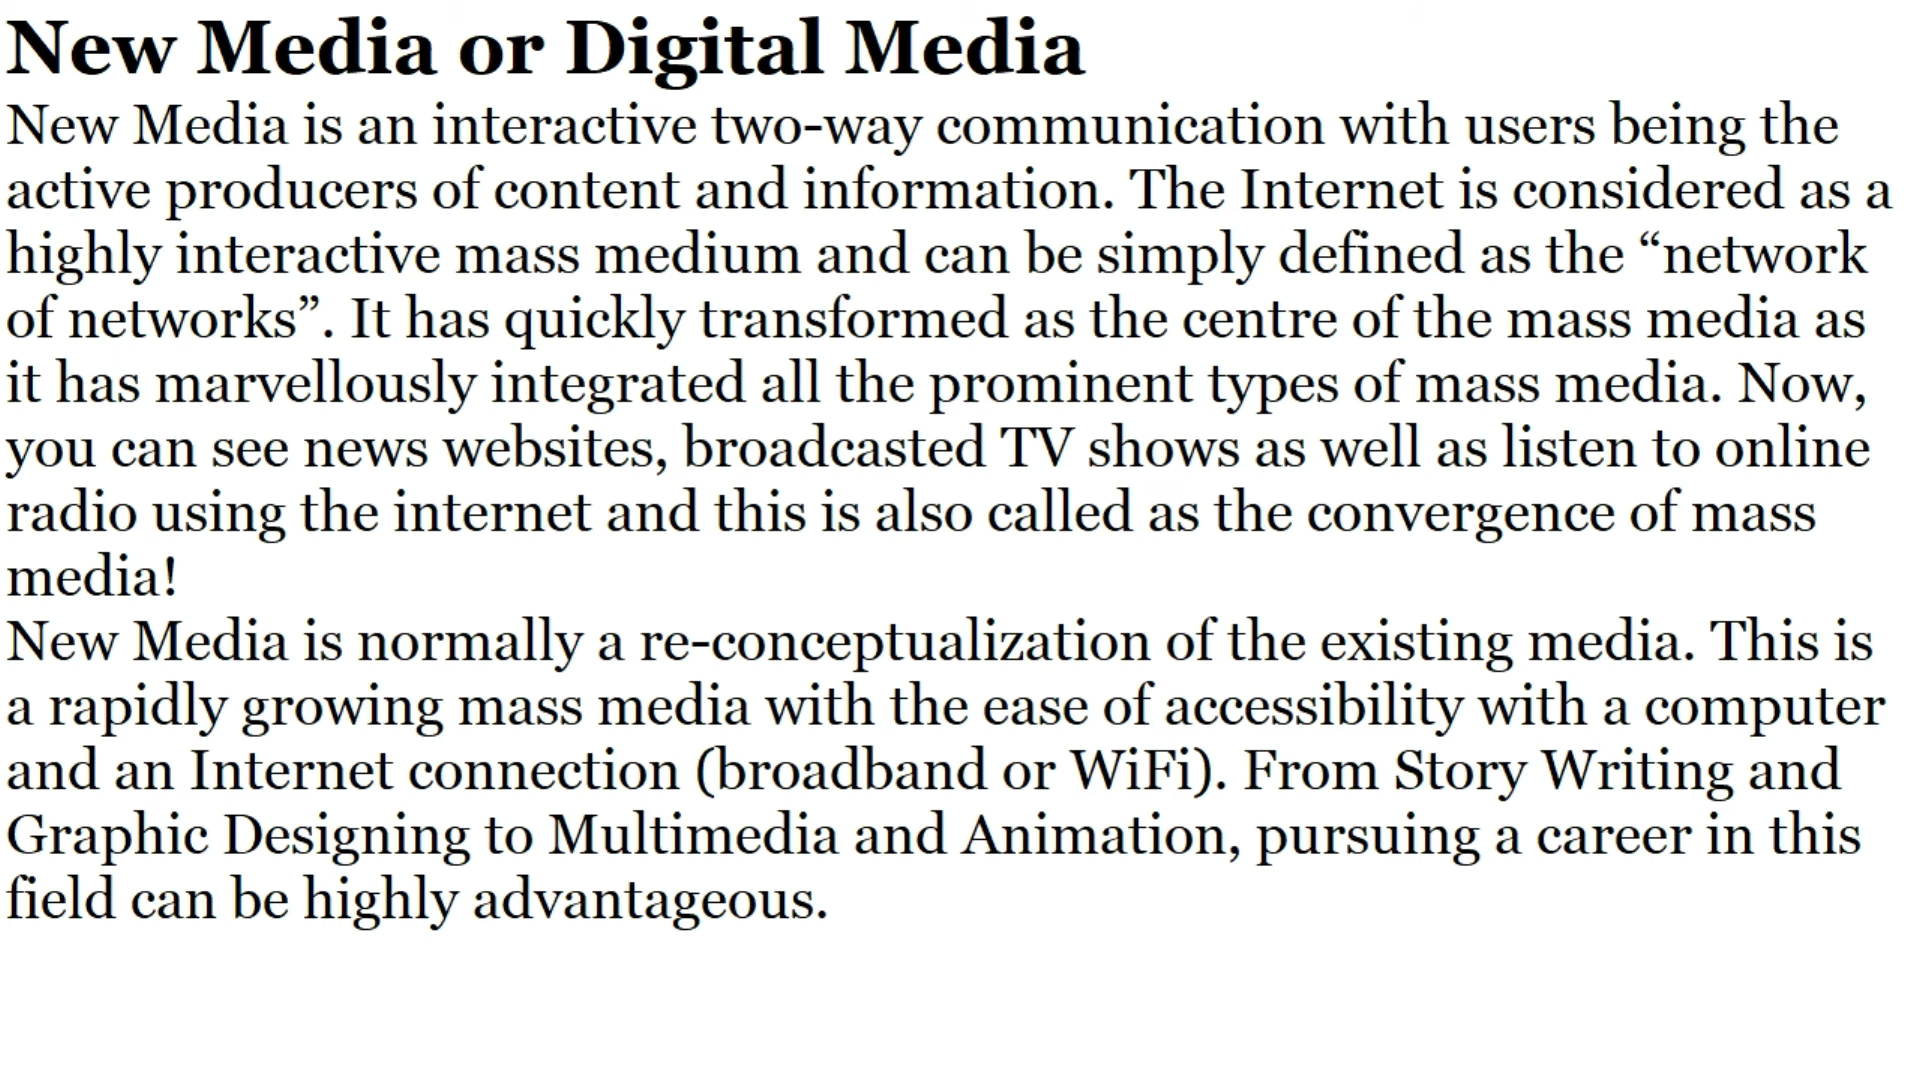 New Media or Digital Media
New Media is an interactive two-way communication with users being the
active producers of content and information. The Internet is considered as a
highly interactive mass medium and can be simply defined as the “network
of networks”. It has quickly transformed as the centre of the mass media as
it has marvellously integrated all the prominent types of mass media. Now,
you can see news websites, broadcasted TV shows as well as listen to online
radio using the internet and this is also called as the convergence of mass
media!
New Media is normally a re-conceptualization of the existing media. This is
a rapidly growing mass media with the ease of accessibility with a computer
and an Internet connection (broadband or WiFi). From Story Writing and
Graphic Designing to Multimedia and Animation, pursuing a career in this
field can be highly advantageous.